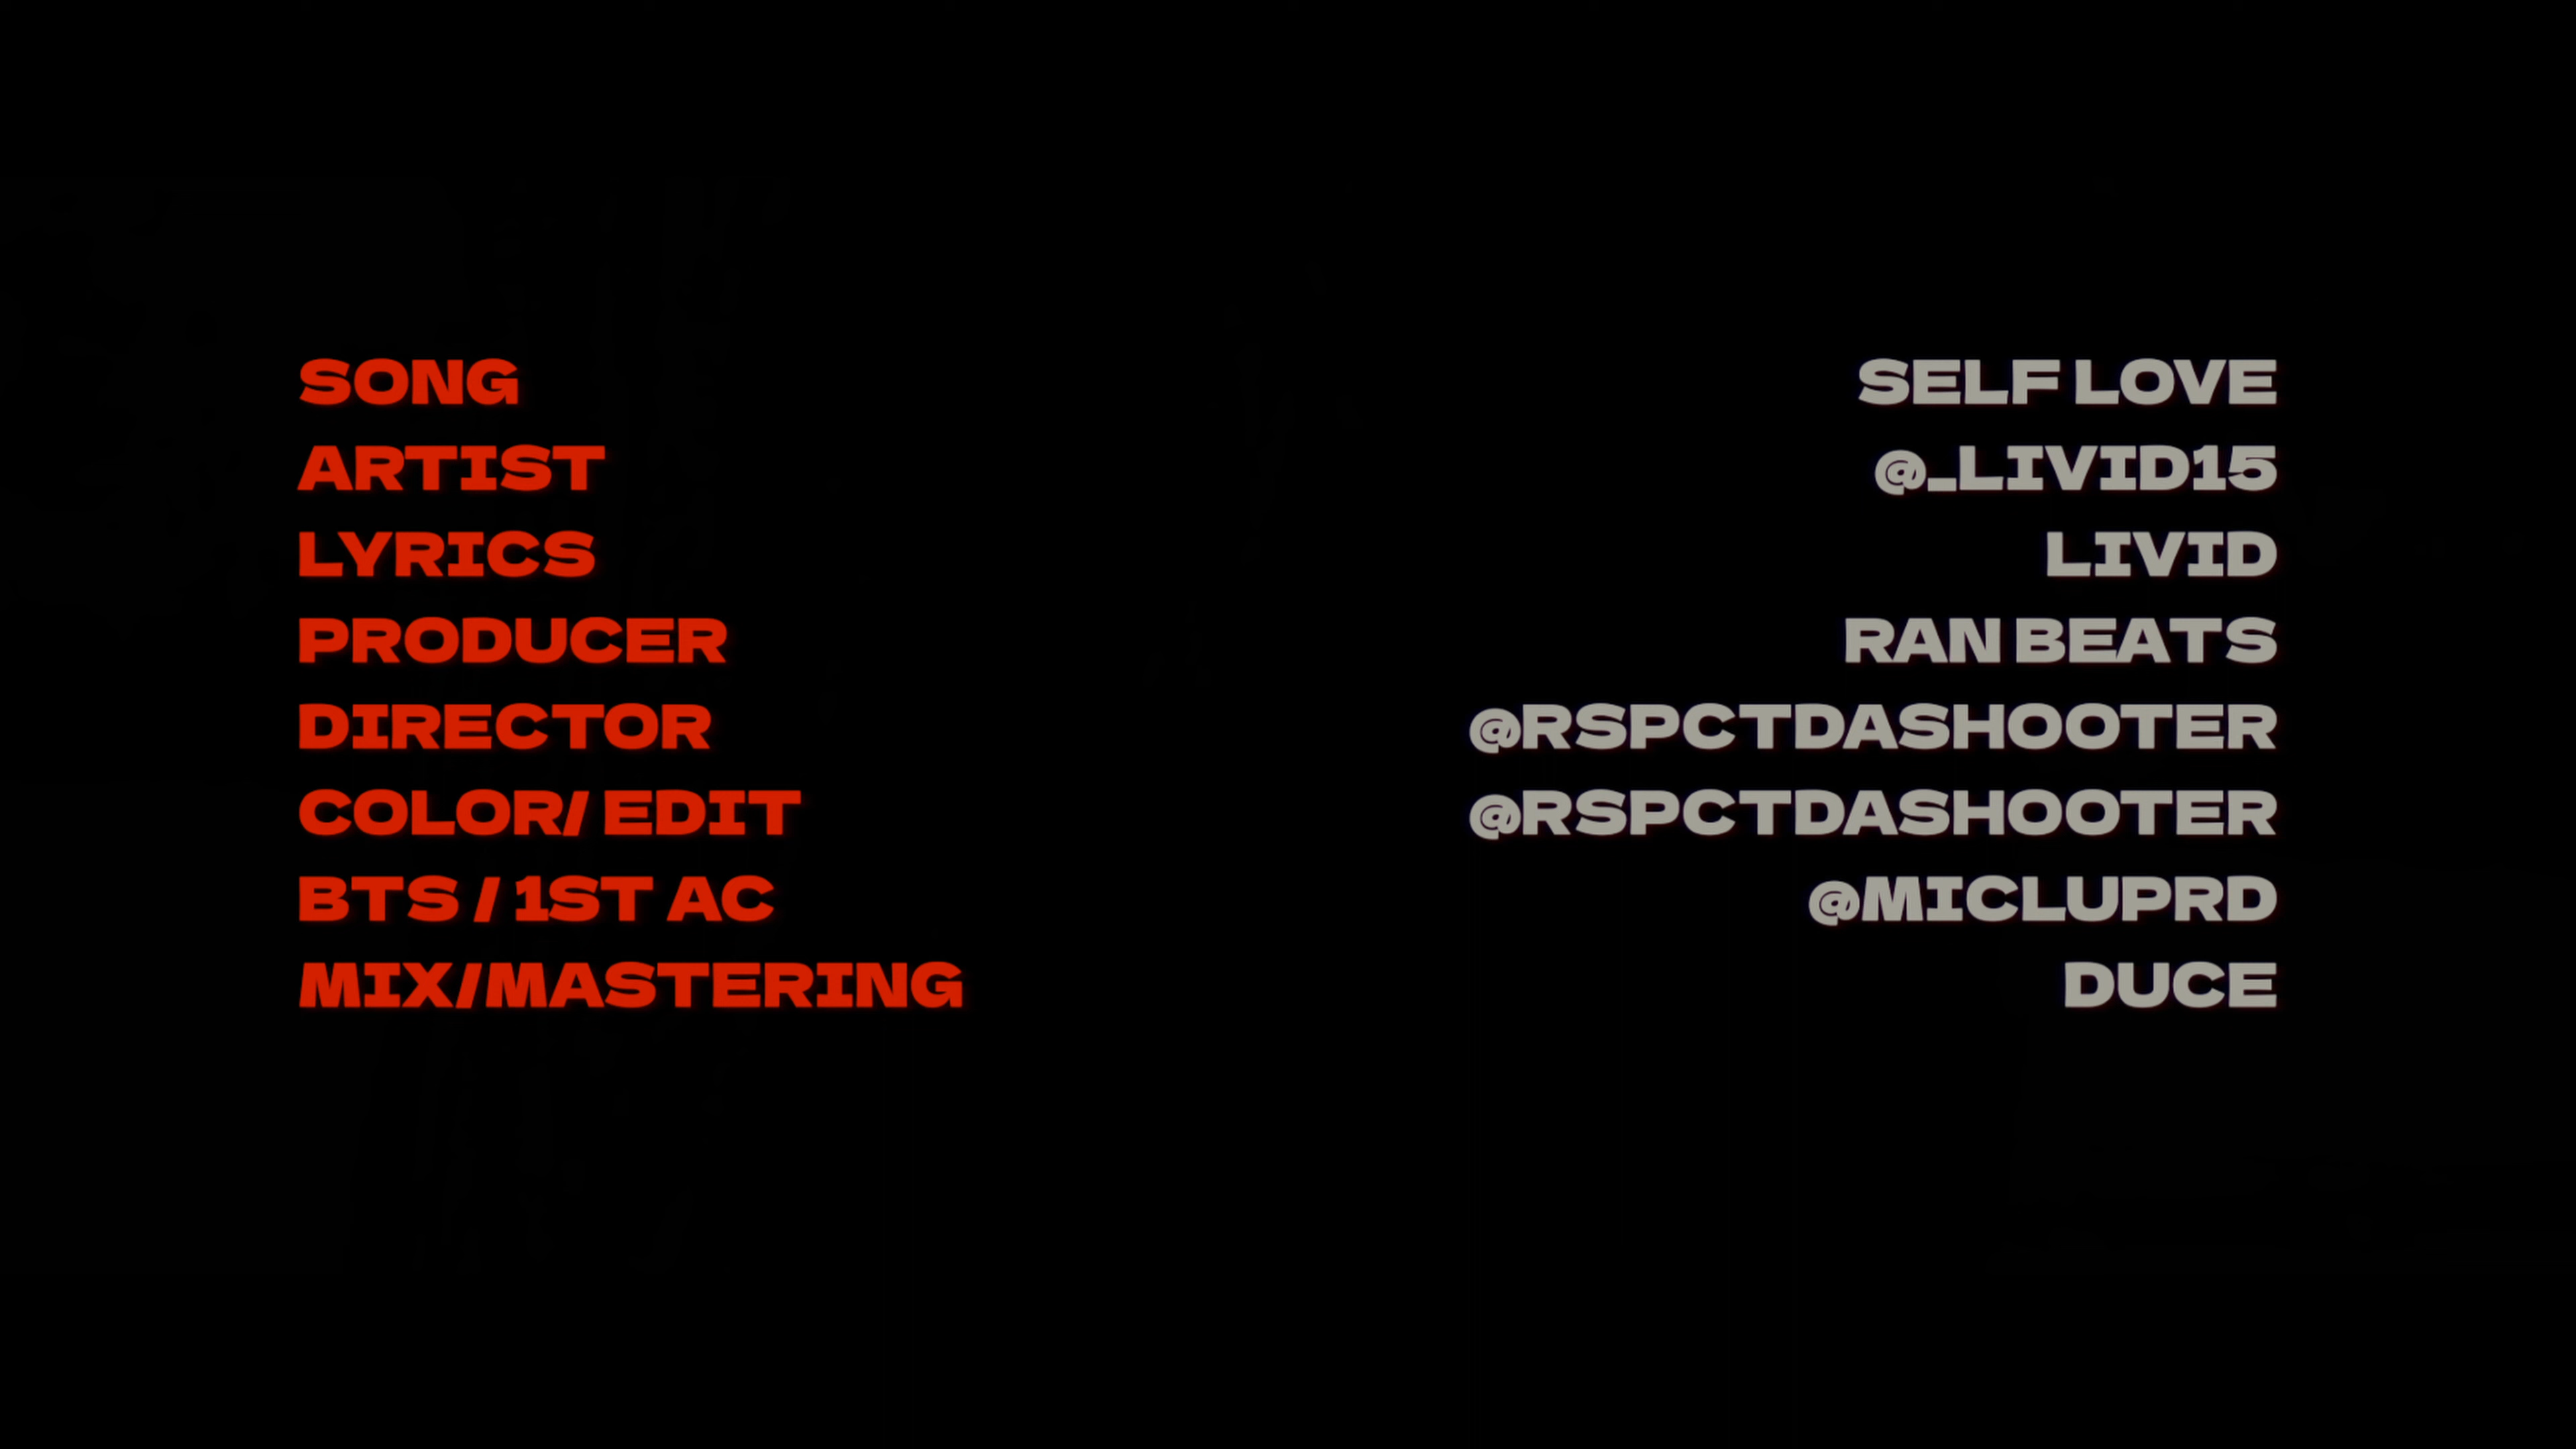 SONG SELF LOVE
ARTIST @_LIVID15
LYRICS LIVID
PRODUCER RAN BEATS
DIRECTOR @RSPCTDASHOOTER
COLOR/ EDIT @RSPCTDASHOOTER
BTS / 1ST AC @MICLUPRD
MIX/MASTERING DUCE